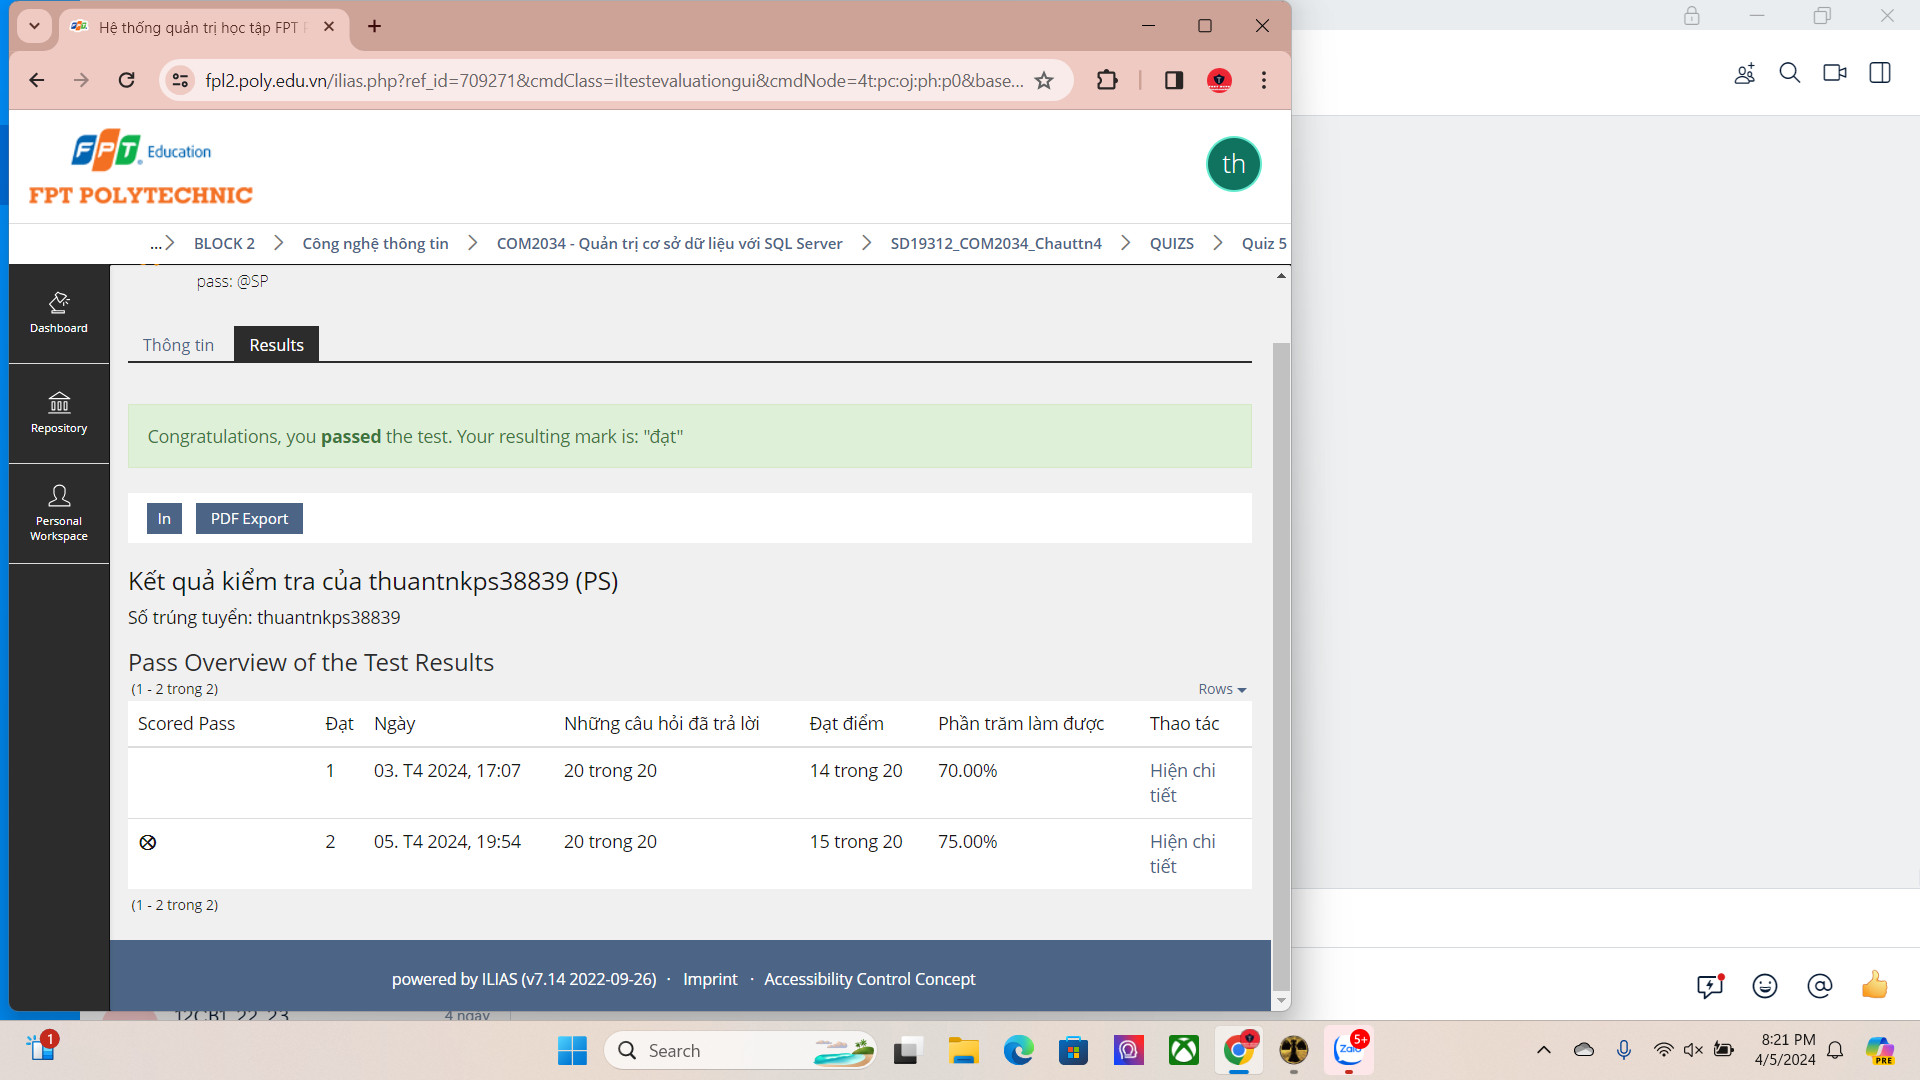 Hệ thống quản trị học tập FPT
fpl2.poly.edu.vn/ilias.php?ref_id=709271&cmdClass=iltestevaluationgui&cmdNode=4t:pc:oj:ph:p0&base...
FPT Education
FPT POLYTECHNIC
th
... BLOCK 2 Công nghệ thông tin COM2034 - Quản trị cơ sở dữ liệu với SQL Server SD19312_COM2034_Chauttn4 QUIZS Quiz 5
pass: @SP
Dashboard
Repository
Personal
Workspace
Thông tin Results
Congratulations, you passed the test. Your resulting mark is: "đạt"
In PDF Export
Kết quả kiểm tra của thuantnkps38839 (PS)
Số trúng tuyển: thuantnkps38839
Pass Overview of the Test Results
(1 - 2 trong 2) Rows
Scored Pass Đạt Ngày Những câu hỏi đã trả lời Đạt điểm Phần trăm làm được Thao tác
1 03. T4 2024, 17:07 20 trong 20 14 trong 20 70.00% Hiện chi
tiết
2 05. T4 2024, 19:54 20 trong 20 15 trong 20 75.00% Hiện chi
tiết
(1 - 2 trong 2)
powered by ILIAS (v7.14 2022-09-26) · Imprint · Accessibility Control Concept
12CB1_22_23 4 ngày
1
Search
Zalo
5+
8:21 PM
4/5/2024
PRE